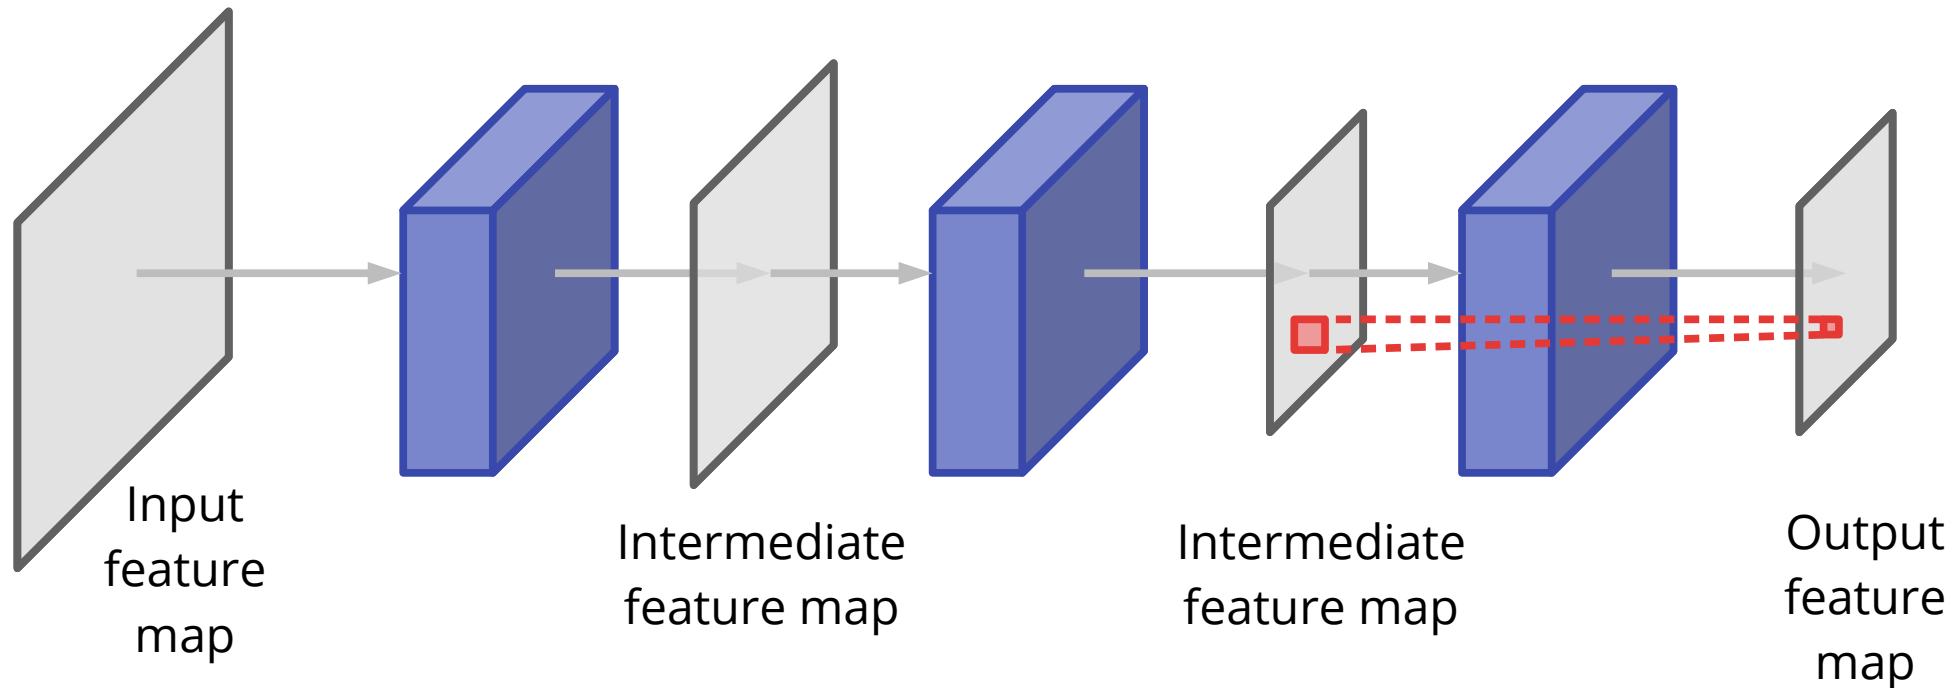 Input
feature
map
Intermediate
feature map
Intermediate
feature map
Output
feature
map